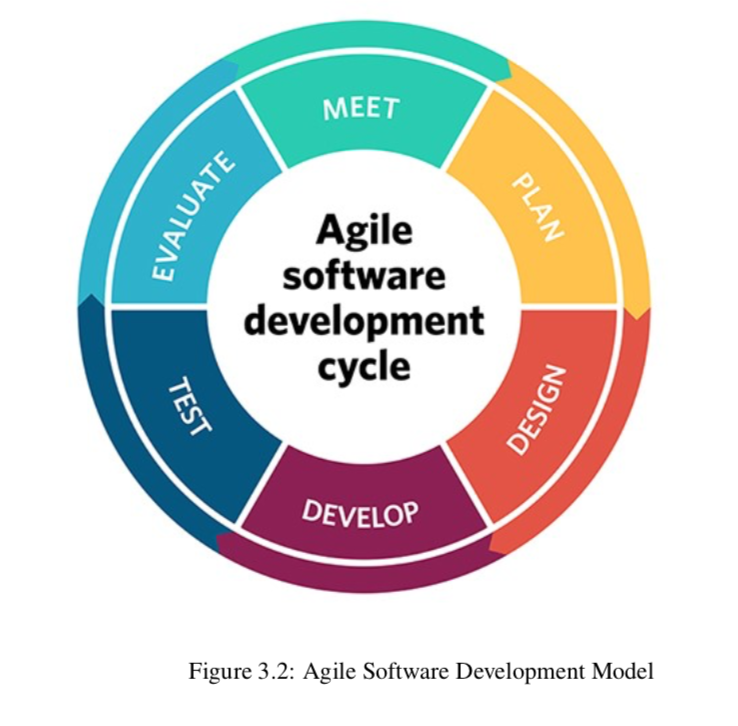 MEET
PLAN
DESIGN
DEVELOP
TEST
EVALUATE
Agile
software
development
cycle
Figure 3.2: Agile Software Development Model